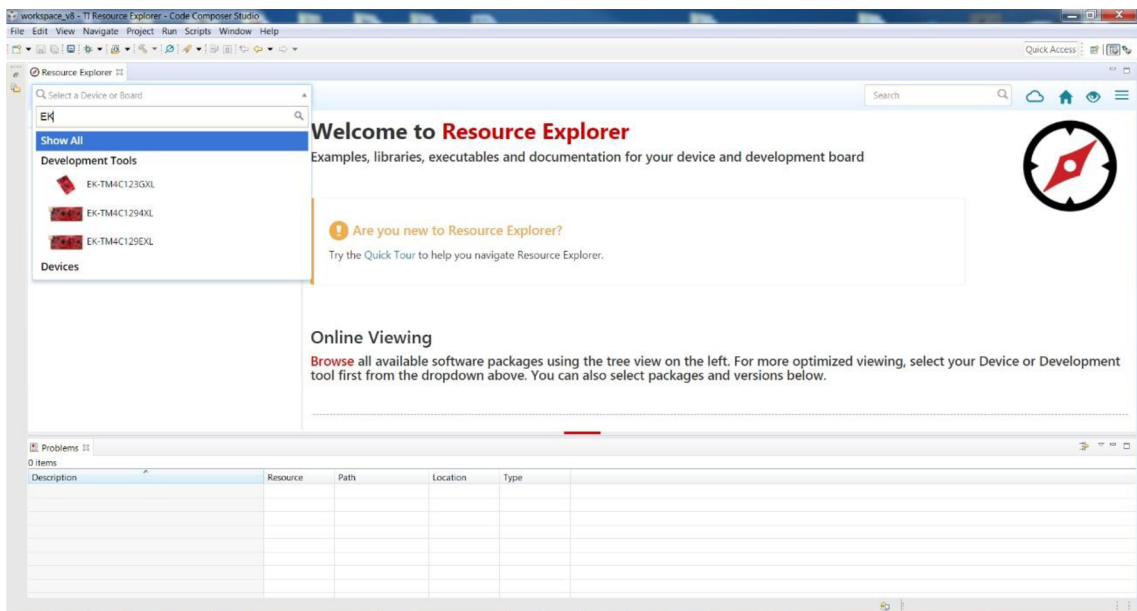 workspace_v8 - TI Resource Explorer - Code Composer Studio
File Edit View Navigate Project Run Scripts Window Help
Quick Access
Resource Explorer
Select a Device or Board
Search
EK
Show All
Development Tools
EK-TM4C123GXL
EK-TM4C1294XL
EK-TM4C129EXL
Devices
Welcome to Resource Explorer
Examples, libraries, executables and documentation for your device and development board
Are you new to Resource Explorer?
Try the Quick Tour to help you navigate Resource Explorer.
Online Viewing
Browse all available software packages using the tree view on the left. For more optimized viewing, select your Device or Development
tool first from the dropdown above. You can also select packages and versions below.
Problems
0 items
Description Resource Path Location Type